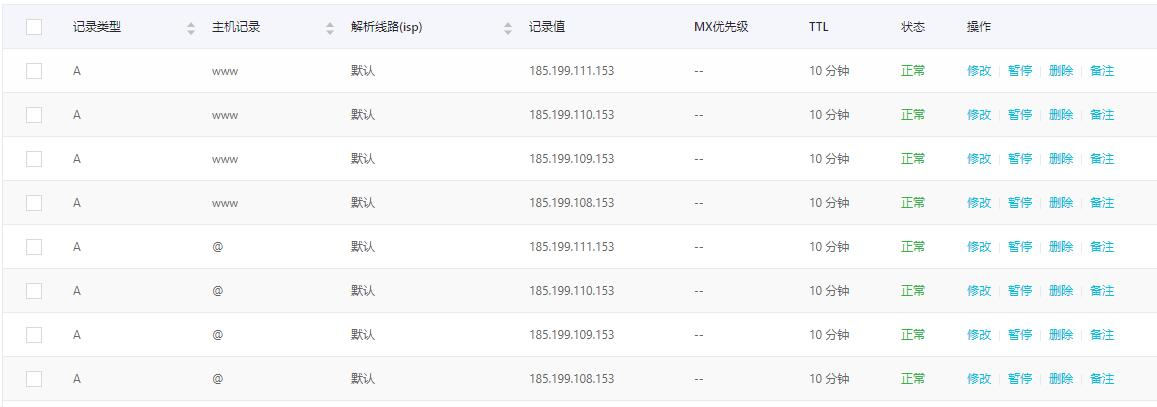 记录类型 主机记录 解析线路(isp) 记录值 MX优先级 TTL 状态 操作
A www 默认 185.199.111.153 -- 10 分钟 正常 修改 暂停 删除 备注
A www 默认 185.199.110.153 -- 10 分钟 正常 修改 暂停 删除 备注
A www 默认 185.199.109.153 -- 10 分钟 正常 修改 暂停 删除 备注
A www 默认 185.199.108.153 -- 10 分钟 正常 修改 暂停 删除 备注
A @ 默认 185.199.111.153 -- 10 分钟 正常 修改 暂停 删除 备注
A @ 默认 185.199.110.153 -- 10 分钟 正常 修改 暂停 删除 备注
A @ 默认 185.199.109.153 -- 10 分钟 正常 修改 暂停 删除 备注
A @ 默认 185.199.108.153 -- 10 分钟 正常 修改 暂停 删除 备注